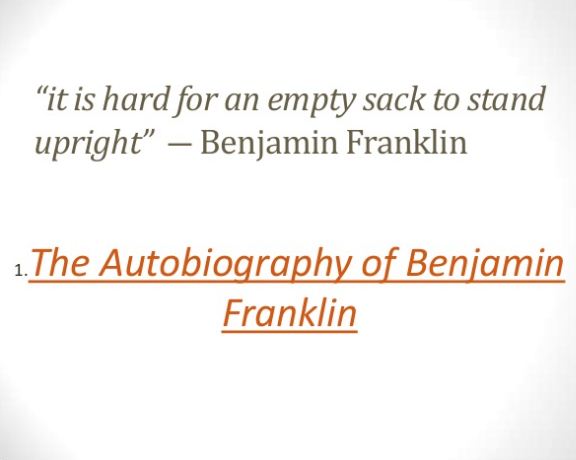 “it is hard for an empty sack to stand
upright” — Benjamin Franklin
1. The Autobiography of Benjamin
Franklin